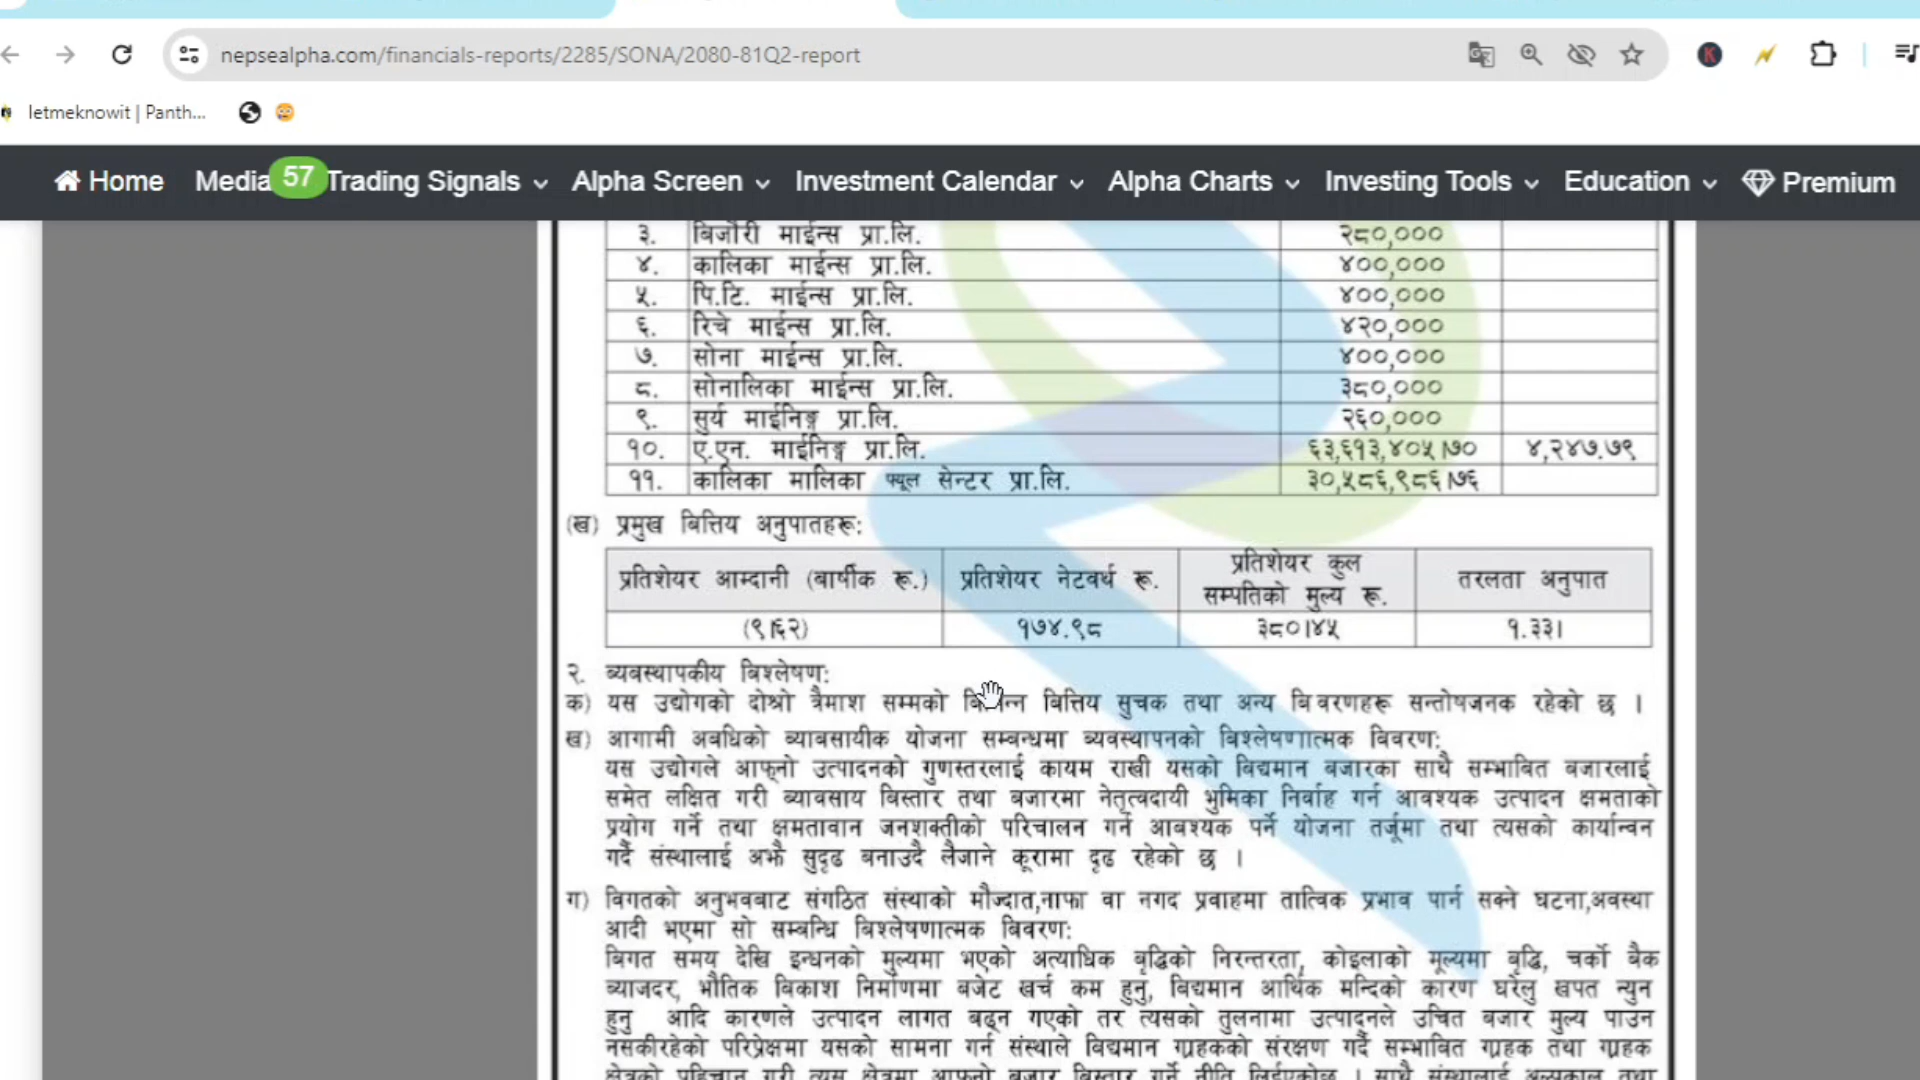 nepsealpha.com/financials-reports/2285/SONA/2080-81Q2-report
letmeknowit | Panth...
Home Media 57 Trading Signals Alpha Screen Investment Calendar Alpha Charts Investing Tools Education Premium
३. बिजौरी माईन्स प्रा.लि. २८०,०००
४. कालिका माईन्स प्रा.लि. ४००,०००
५. पि.टि. माईन्स प्रा.लि. ४००,०००
६. रिचे माईन्स प्रा.लि. ४२०,०००
७. सोना माईन्स प्रा.लि. ४००,०००
८. सोनालिका माईन्स प्रा.लि. ३८०,०००
९. सुर्य माईनिङ्ग प्रा.लि. २६०,०००
१०. ए.एन. माईनिङ्ग प्रा.लि. ६३,६१३,४०५।७० ४,२४७.७९
११. कालिका मालिका फ्यूल सेन्टर प्रा.लि. ३०,५८६,९८६।७६
(ख) प्रमुख बित्तिय अनुपातहरू:
प्रतिशेयर आम्दानी (बार्षीक रू.) प्रतिशेयर नेटवर्थ रू. प्रतिशेयर कुल सम्पतिको मुल्य रू. तरलता अनुपात
(९।६२) १७४.९८ ३८०।४५ १.३३।
२. ब्यबस्थापकीय बिश्लेषण:
क) यस उद्योगको दोश्रो त्रैमाश सम्मको बित्तिय सुचक तथा अन्य बिवरणहरू सन्तोषजनक रहेको छ ।
ख) आगामी अबधिको ब्याबसायीक योजना सम्बन्धमा ब्यवस्थापनको बिश्लेषणात्मक बिवरण:
यस उद्योगले आफ्नो उत्पादनको गुणस्तरलाई कायम राखी यसको विद्यमान बजारका साथै सम्भाबित बजारलाई
समेत लक्षित गरी ब्यावसाय बिस्तार तथा बजारमा नेतृत्वदायी भुमिका निर्वाह गर्न आवश्यक उत्पादन क्षमताको
प्रयोग गर्ने तथा क्षमतावान जनशक्तीको परिचालन गर्न आबश्यक पर्ने योजना तर्जूमा तथा त्यसको कार्यान्वन
गर्दै संस्थालाई अझै सुदृढ बनाउदै लैजाने कूरामा दृढ रहेको छ ।
ग) विगतको अनुभवबाट संगठित संस्थाको मौज्दात,नाफा वा नगद प्रवाहमा तात्विक प्रभाव पार्न सक्ने घटना,अवस्था
आदी भएमा सो सम्बन्धि बिश्लेषणात्मक बिवरण:
बिगत समय देखि इन्धनको मुल्यमा भएको अत्याधिक बृद्धिको निरन्तरता, कोइलाको मूल्यमा बृद्धि, चर्को बैक
ब्याजदर, भौतिक बिकाश निर्माणमा बजेट खर्च कम हुनु, बिद्यमान आर्थिक मन्दिको कारण घरेलु खपत न्युन
हुनु आदि कारणले उत्पादन लागत बढ्न गएको तर त्यसको तुलनामा उत्पादनले उचित बजार मुल्य पाउन
नसकीरहेको परिप्रेक्षमा यसको सामना गर्न संस्थाले बिद्यमान ग्राहकको संरक्षण गर्दै सम्भाबित ग्राहक तथा ग्राहक